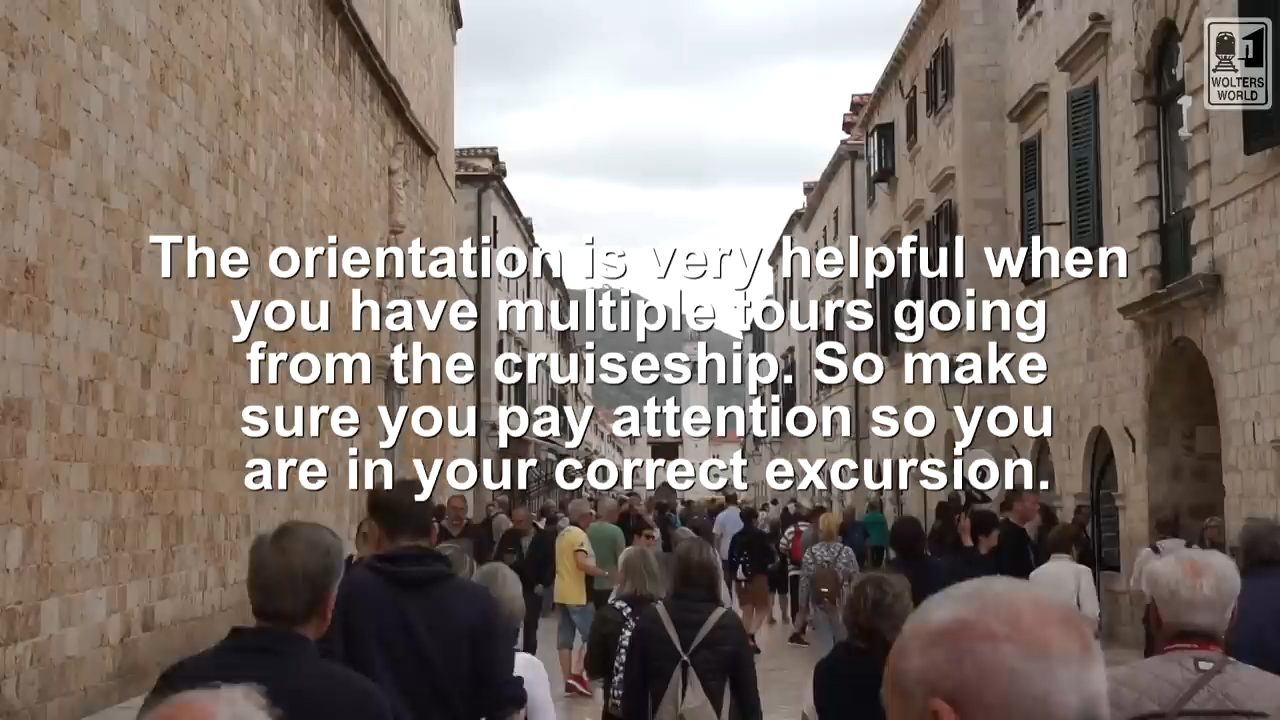 WOLTERS
WORLD
The orientation is very helpful when
you have multiple tours going
from the cruiseship. So make
sure you pay attention so you
are in your correct excursion.